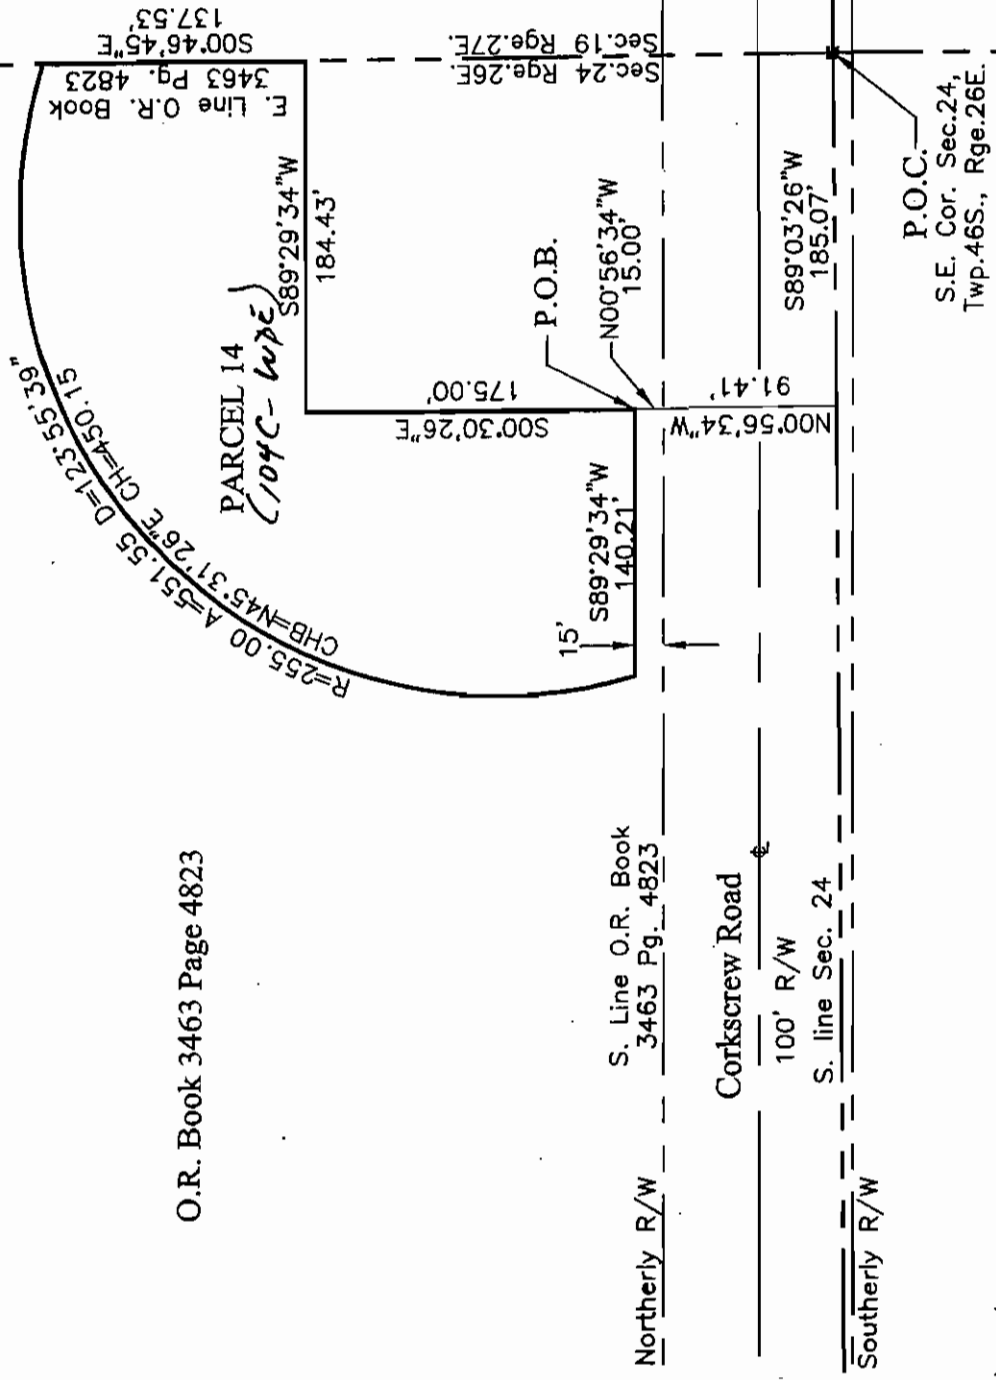 S00°46'45"E
137.53'
E. Line O.R. Book
3463 Pg. 4823
Sec.24 Rge.26E.
Sec.19 Rge.27E.
R=255.00 A=551.55 D=123°55'39"
CHB=N45°31'26"E CH=450.15
PARCEL 14
(104C- WDE)
S89°29'34"W
184.43'
S00°30'26"E
175.00'
P.O.B.
N00°56'34"W
15.00'
S89°29'34"W
140.21'
15'
N00°56'34"W
91.41'
S89°03'26"W
185.07'
P.O.C.
S.E. Cor. Sec.24,
Twp.46S., Rge.26E.
O.R. Book 3463 Page 4823
S. Line O.R. Book
3463 Pg. 4823
Northerly R/W
Corkscrew Road
℄
100' R/W
S. line Sec. 24
Southerly R/W